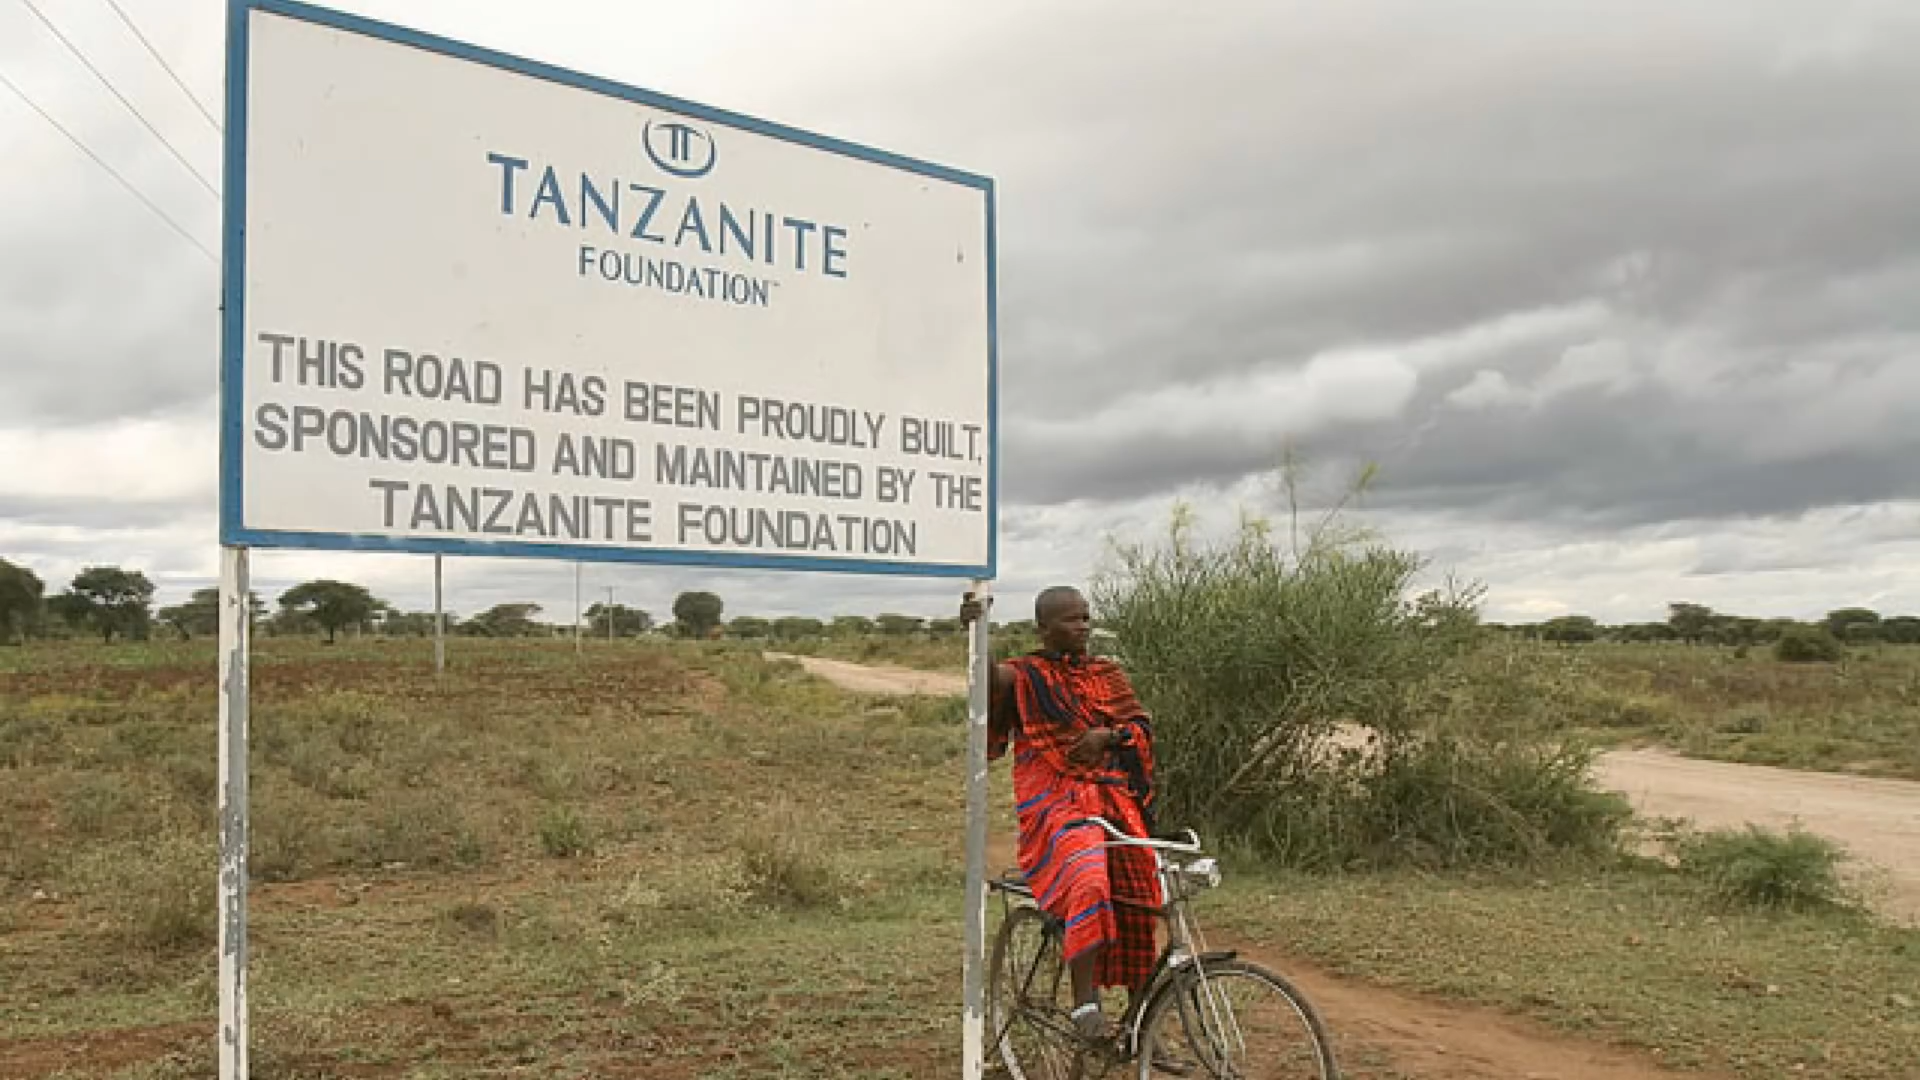 TANZANITE
FOUNDATION™
THIS ROAD HAS BEEN PROUDLY BUILT,
SPONSORED AND MAINTAINED BY THE
TANZANITE FOUNDATION